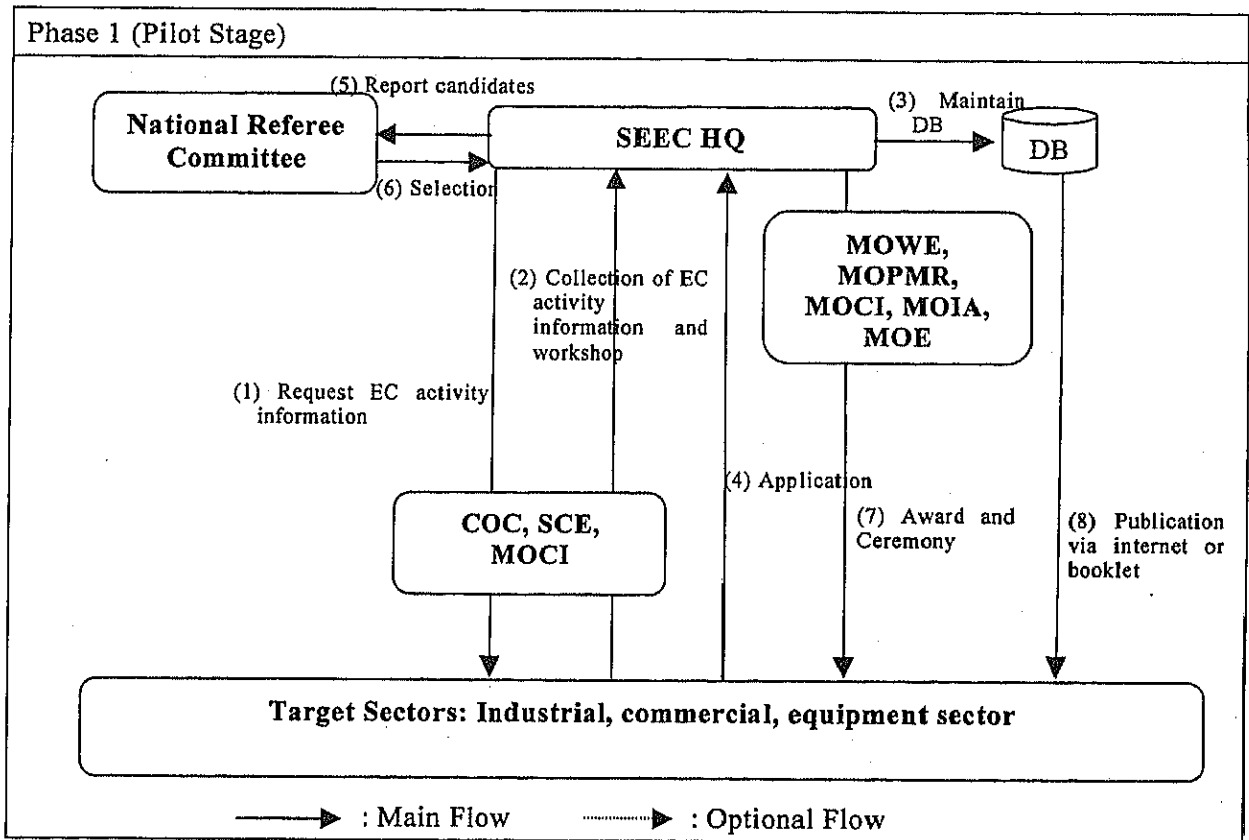 Phase 1 (Pilot Stage)
(5) Report candidates
National Referee
Committee
SEEC HQ
(3) Maintain
DB
DB
(6) Selection
MOWE,
MOPMR,
MOCI, MOIA,
MOE
(2) Collection of EC
activity
information and
workshop
(1) Request EC activity
information
COC, SCE,
MOCI
(4) Application
(7) Award and
Ceremony
(8) Publication
via internet or
booklet
Target Sectors: Industrial, commercial, equipment sector
: Main Flow
: Optional Flow